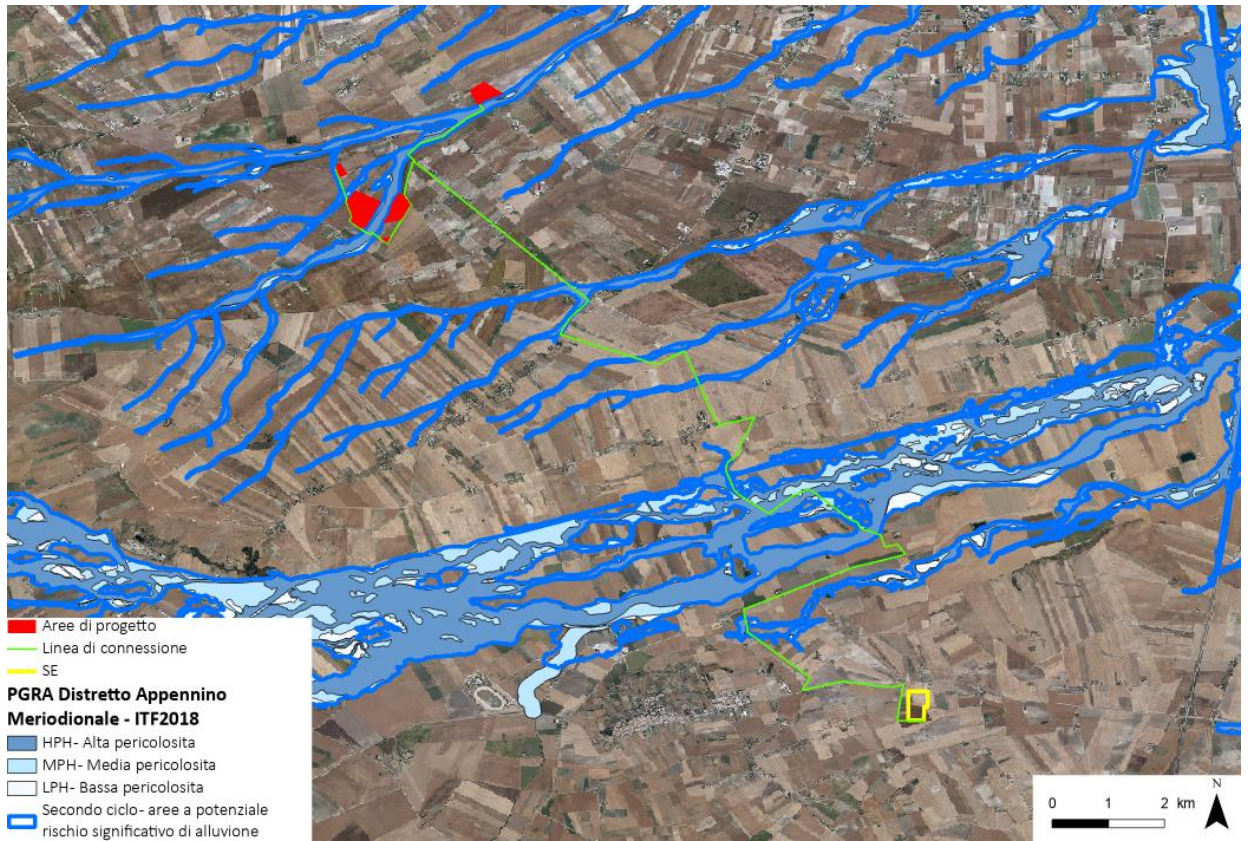 Aree di progetto
Linea di connessione
SE
PGRA Distretto Appennino
Meridionale - ITF2018
HPH- Alta pericolosita
MPH- Media pericolosita
LPH- Bassa pericolosita
Secondo ciclo- aree a potenziale
rischio significativo di alluvione
N
0 1 2 km